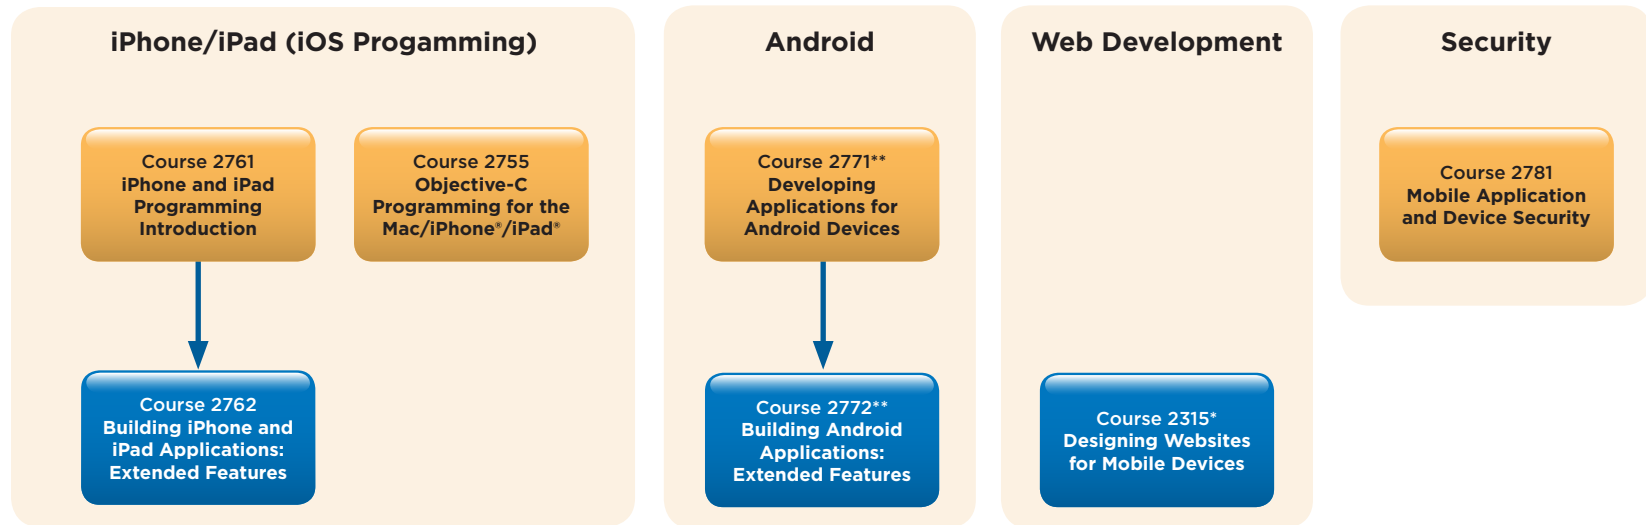 iPhone/iPad (iOS Progamming)
Course 2761
iPhone and iPad
Programming
Introduction
Course 2755
Objective-C
Programming for the
Mac/iPhone®/iPad®
Course 2762
Building iPhone and
iPad Applications:
Extended Features
Android
Course 2771**
Developing
Applications for
Android Devices
Course 2772**
Building Android
Applications:
Extended Features
Web Development
Course 2315*
Designing Websites
for Mobile Devices
Security
Course 2781
Mobile Application
and Device Security